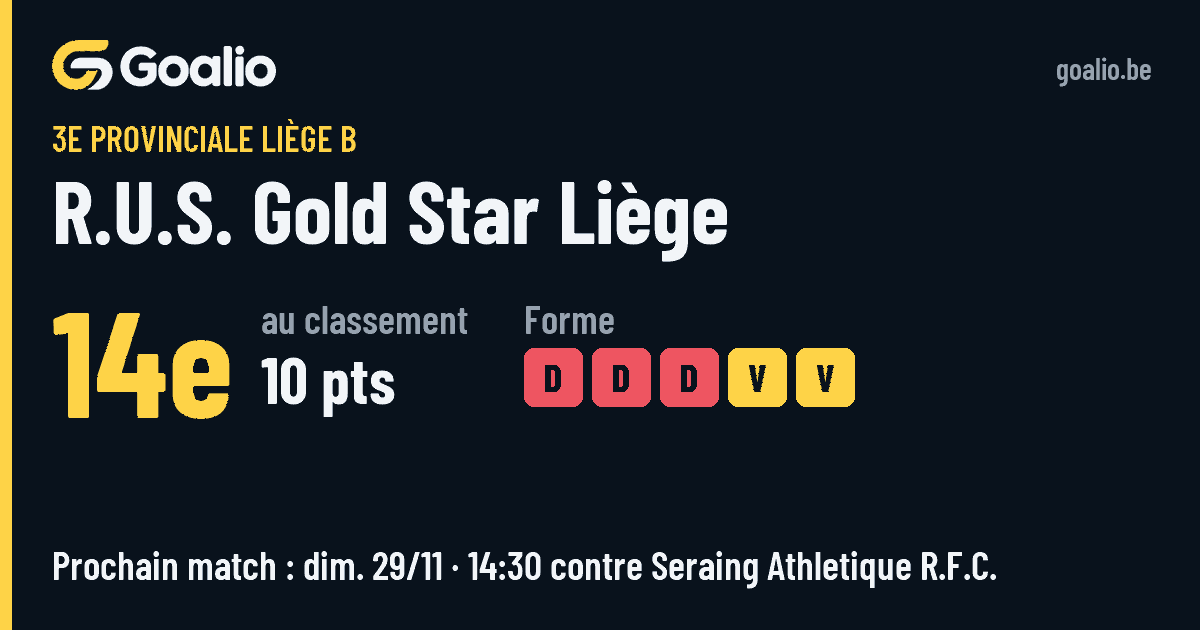 Goalio
goalio.be
3E PROVINCIALE LIÈGE B
R.U.S. Gold Star Liège
14e
au classement
10 pts
Forme
D D D V V
Prochain match : dim. 29/11 · 14:30 contre Seraing Athletique R.F.C.